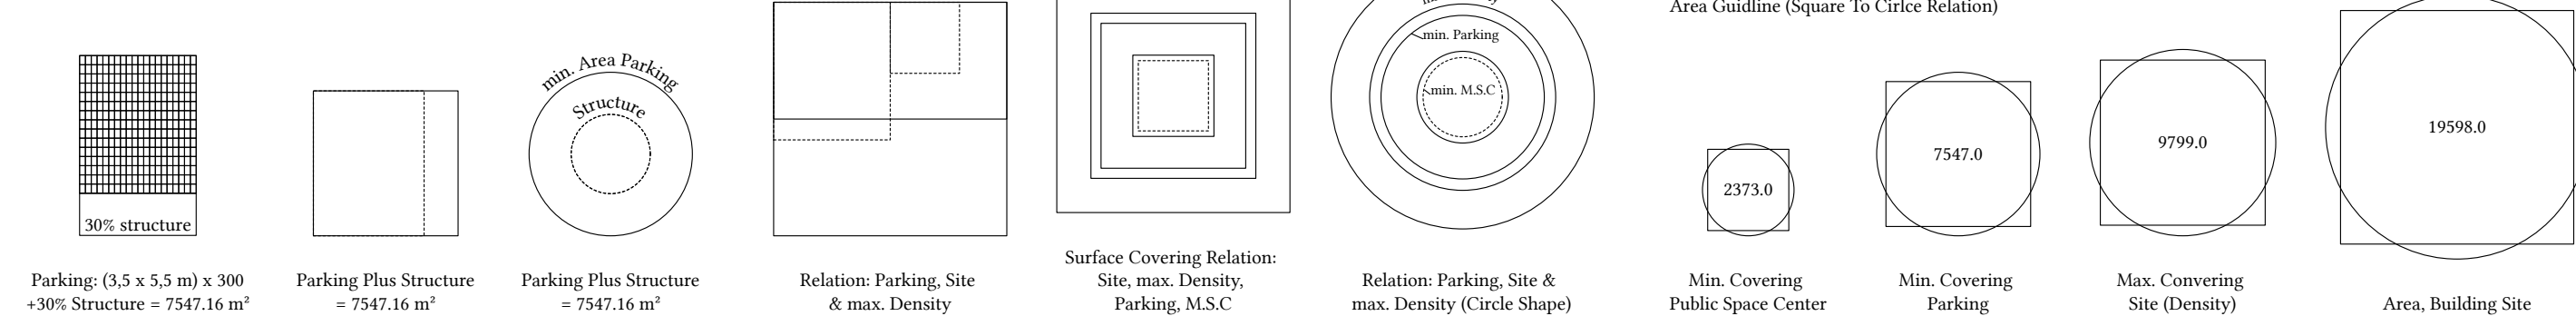 Area Guidline (Square To Cirlce Relation)
min. Area Parking
Structure
30% structure
min. Parking
min. M.S.C
2373.0
7547.0
9799.0
19598.0
Parking: (3,5 x 5,5 m) x 300
+30% Structure = 7547.16 m²
Parking Plus Structure
= 7547.16 m²
Parking Plus Structure
= 7547.16 m²
Relation: Parking, Site
& max. Density
Surface Covering Relation:
Site, max. Density,
Parking, M.S.C
Relation: Parking, Site &
max. Density (Circle Shape)
Min. Covering
Public Space Center
Min. Covering
Parking
Max. Convering
Site (Density)
Area, Building Site